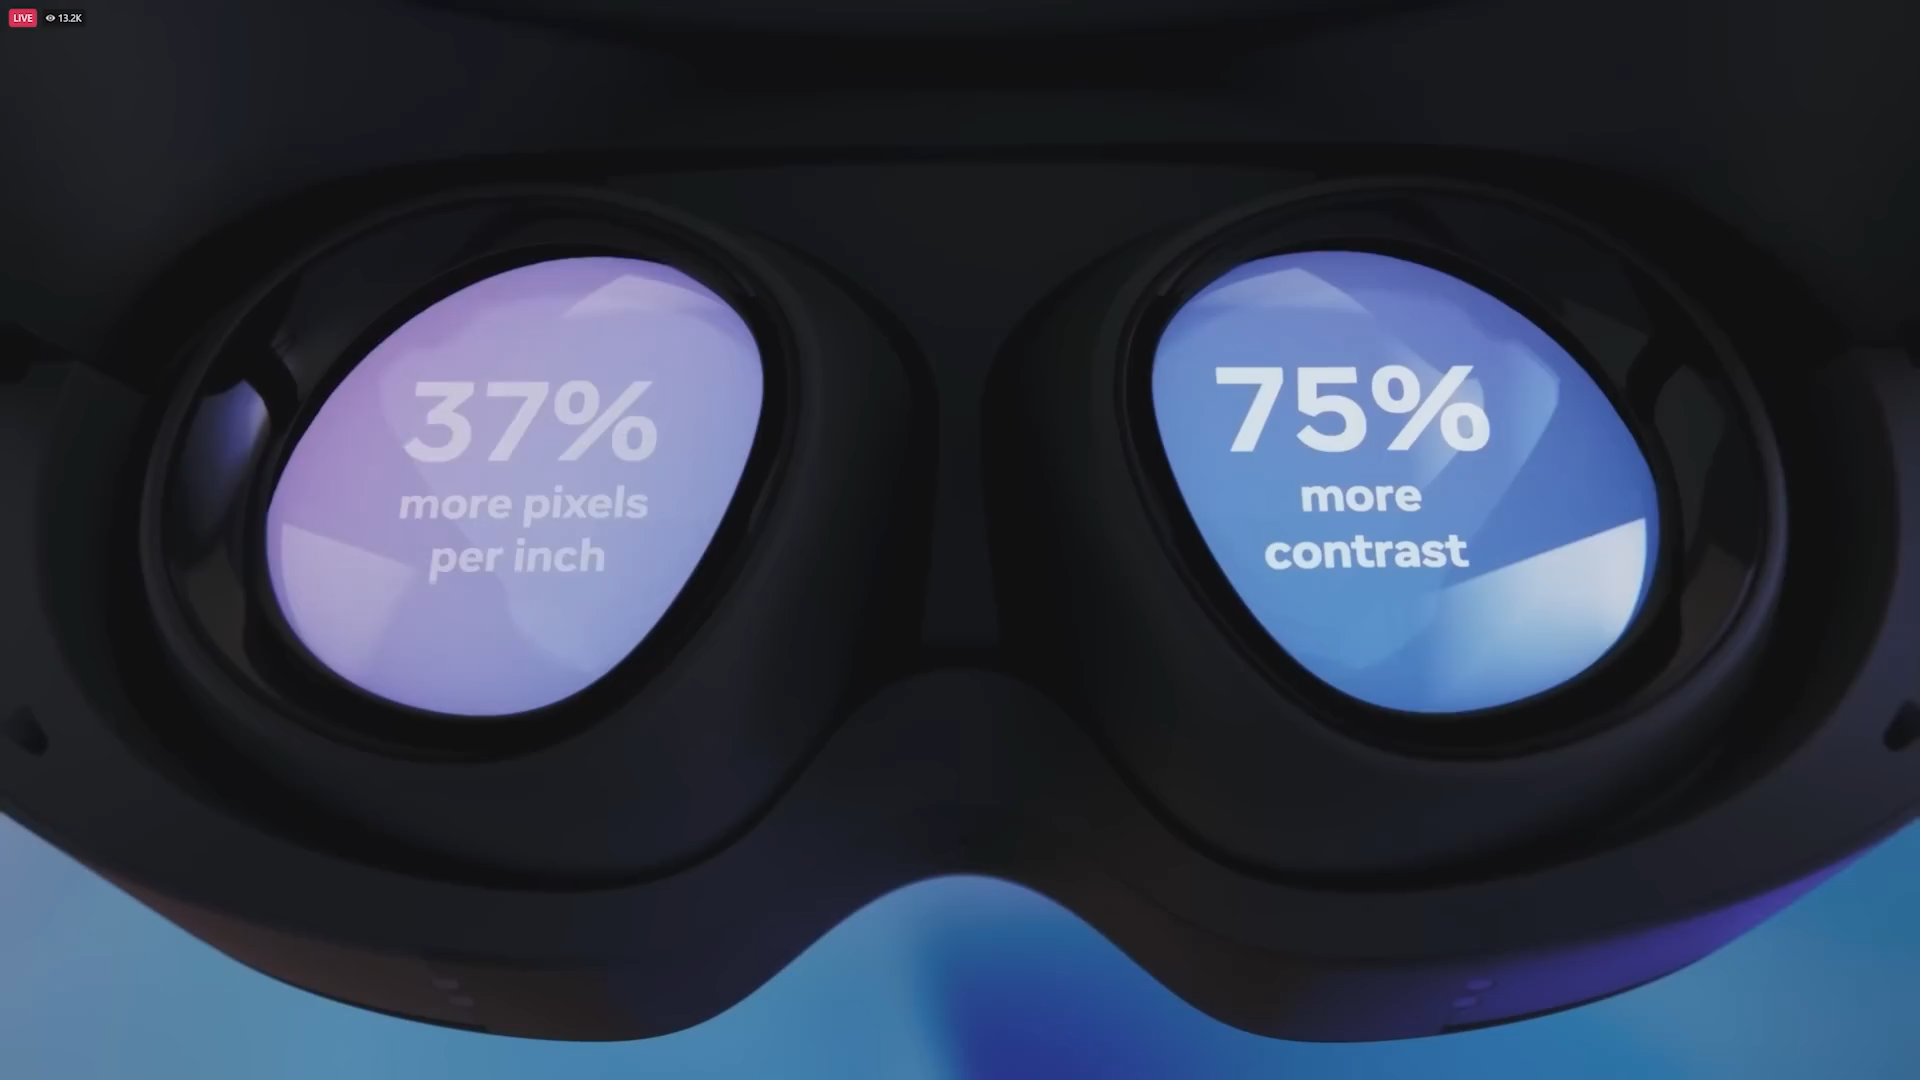 LIVE 13.2K
37%
more pixels
per inch
75%
more
contrast